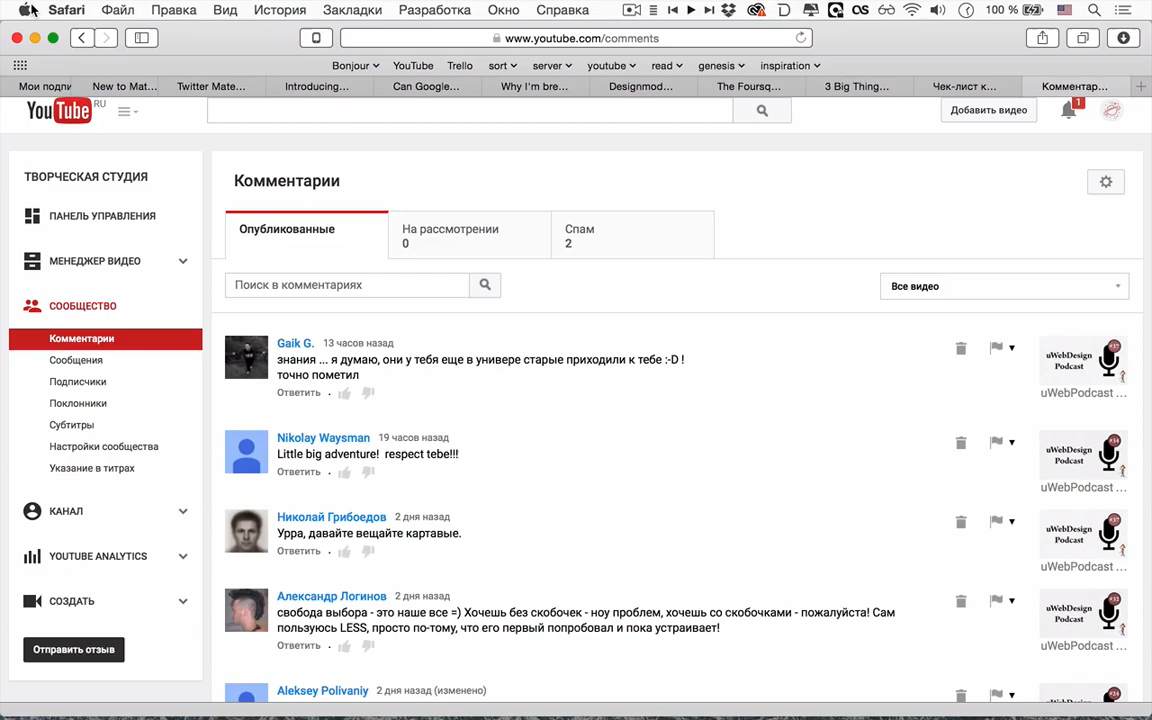 Safari Файл Правка Вид История Закладки Разработка Окно Справка 100 %
www.youtube.com/comments
Bonjour YouTube Trello sort server youtube read genesis inspiration
Мои подпи New to Mat... Twitter Mate... Introducing... Can Google... Why I'm bre... Designmod... The Foursq... 3 Big Thing... Чек-лист к... Комментар...
YouTube RU Добавить видео 1
ТВОРЧЕСКАЯ СТУДИЯ
ПАНЕЛЬ УПРАВЛЕНИЯ
МЕНЕДЖЕР ВИДЕО
СООБЩЕСТВО
Комментарии
Сообщения
Подписчики
Поклонники
Субтитры
Настройки сообщества
Указание в титрах
КАНАЛ
YOUTUBE ANALYTICS
СОЗДАТЬ
Отправить отзыв
Комментарии
Опубликованные
На рассмотрении
0
Спам
2
Поиск в комментариях
Все видео
Gaik G. 13 часов назад
знания ... я думаю, они у тебя еще в универе старые приходили к тебе :-D !
точно пометил
Ответить
uWebDesign
Podcast
#37
uWebPodcast ...
Nikolay Waysman 19 часов назад
Little big adventure! respect tebe!!!
Ответить
uWebDesign
Podcast
#34
uWebPodcast ...
Николай Грибоедов 2 дня назад
Урра, давайте вещайте картавые.
Ответить
uWebDesign
Podcast
#37
uWebPodcast ...
Александр Логинов 2 дня назад
свобода выбора - это наше все =) Хочешь без скобочек - ноу проблем, хочешь со скобочками - пожалуйста! Сам
пользуюсь LESS, просто по-тому, что его первый попробовал и пока устраивает!
Ответить
uWebDesign
Podcast
#32
uWebPodcast ...
Aleksey Polivaniy 2 дня назад (изменено)
#24